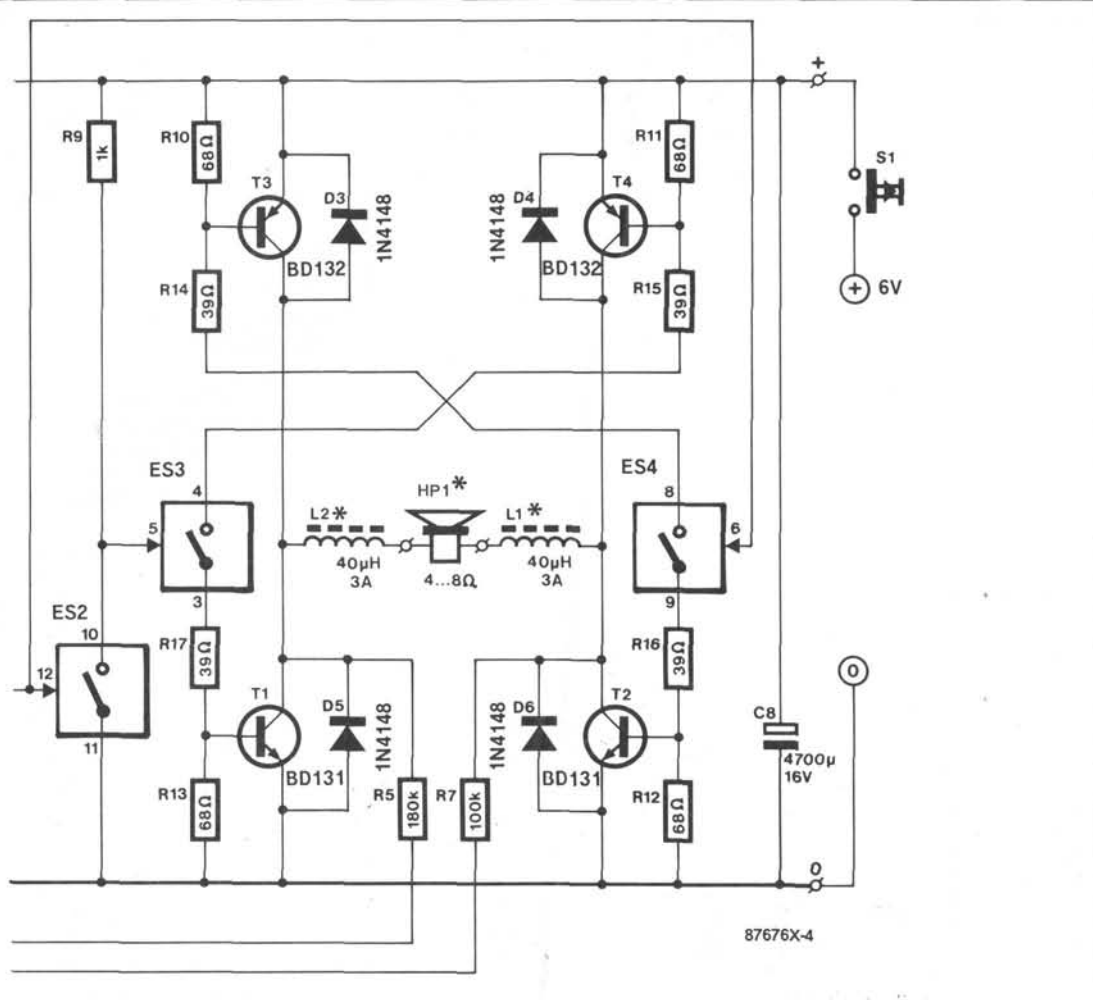 +
R9
1k
R10
68Ω
R11
68Ω
S1
T3
D3
1N4148
BD132
D4
1N4148
T4
BD132
R14
39Ω
R15
39Ω
+
6V
ES3
4
5
3
HP1*
L2*
40µH
3A
4...8Ω
L1*
40µH
3A
ES4
8
6
9
ES2
10
12
11
R17
39Ω
R16
39Ω
0
T1
D5
1N4148
BD131
D6
1N4148
T2
BD131
C8
4700µ
16V
R13
68Ω
R5
180k
R7
100k
R12
68Ω
0
87676X-4